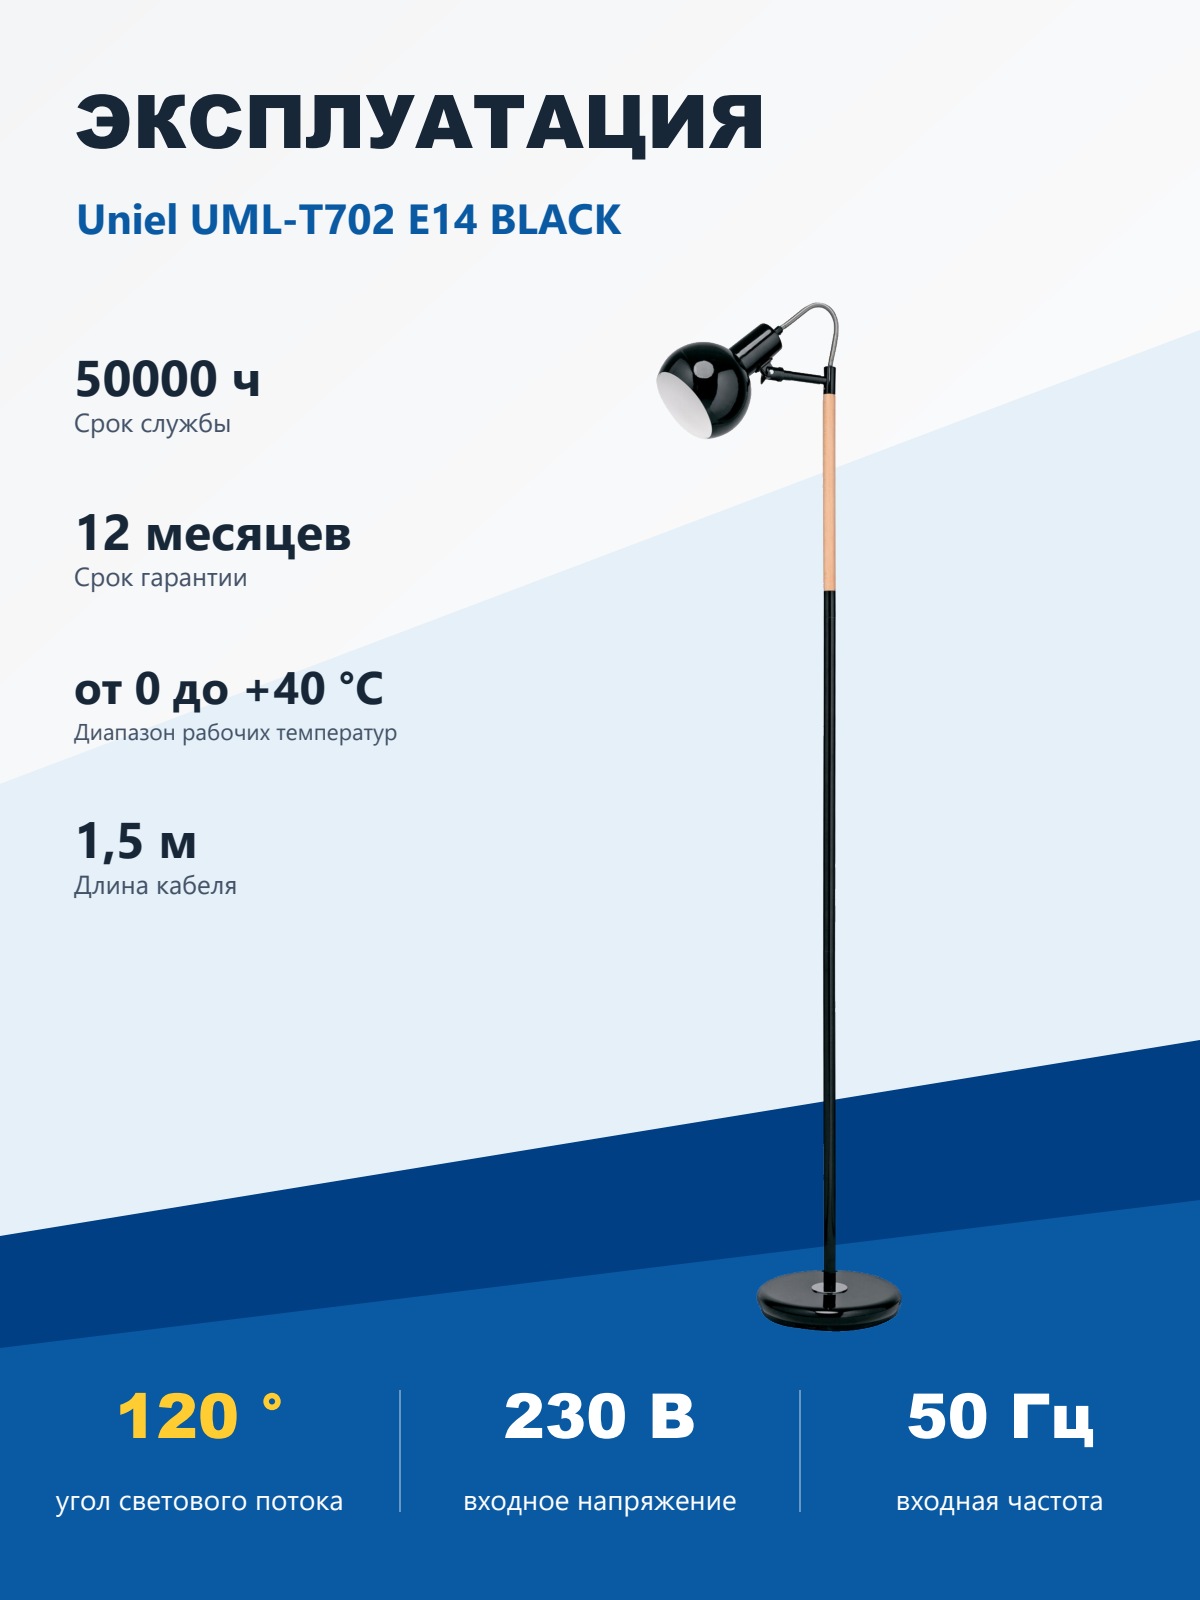 ЭКСПЛУАТАЦИЯ
Uniel UML-T702 E14 BLACK
50000 ч
Срок службы
12 месяцев
Срок гарантии
от 0 до +40 °C
Диапазон рабочих температур
1,5 м
Длина кабеля
120 °
угол светового потока
230 В
входное напряжение
50 Гц
входная частота